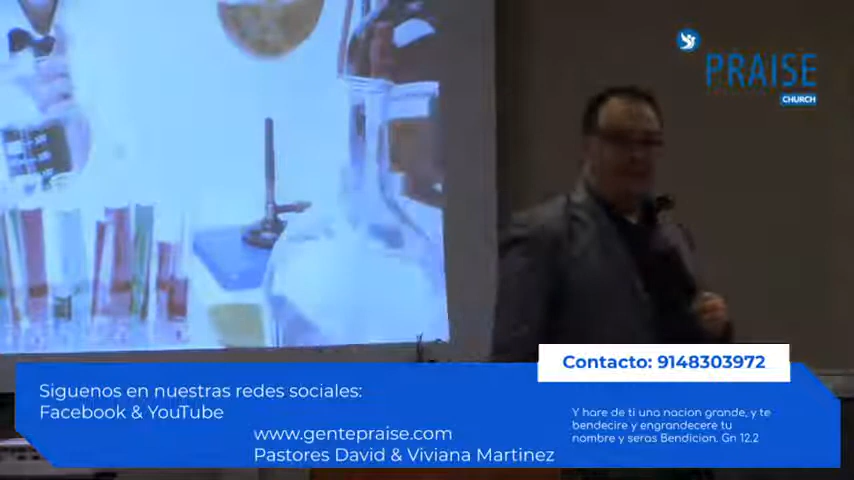 PRAISE
CHURCH
Contacto: 9148303972
Siguenos en nuestras redes sociales:
Facebook & YouTube
www.gentepraise.com
Pastores David & Viviana Martinez
Y hare de ti una nacion grande, y te
bendecire y engrandecere tu
nombre y seras Bendicion. Gn 12.2